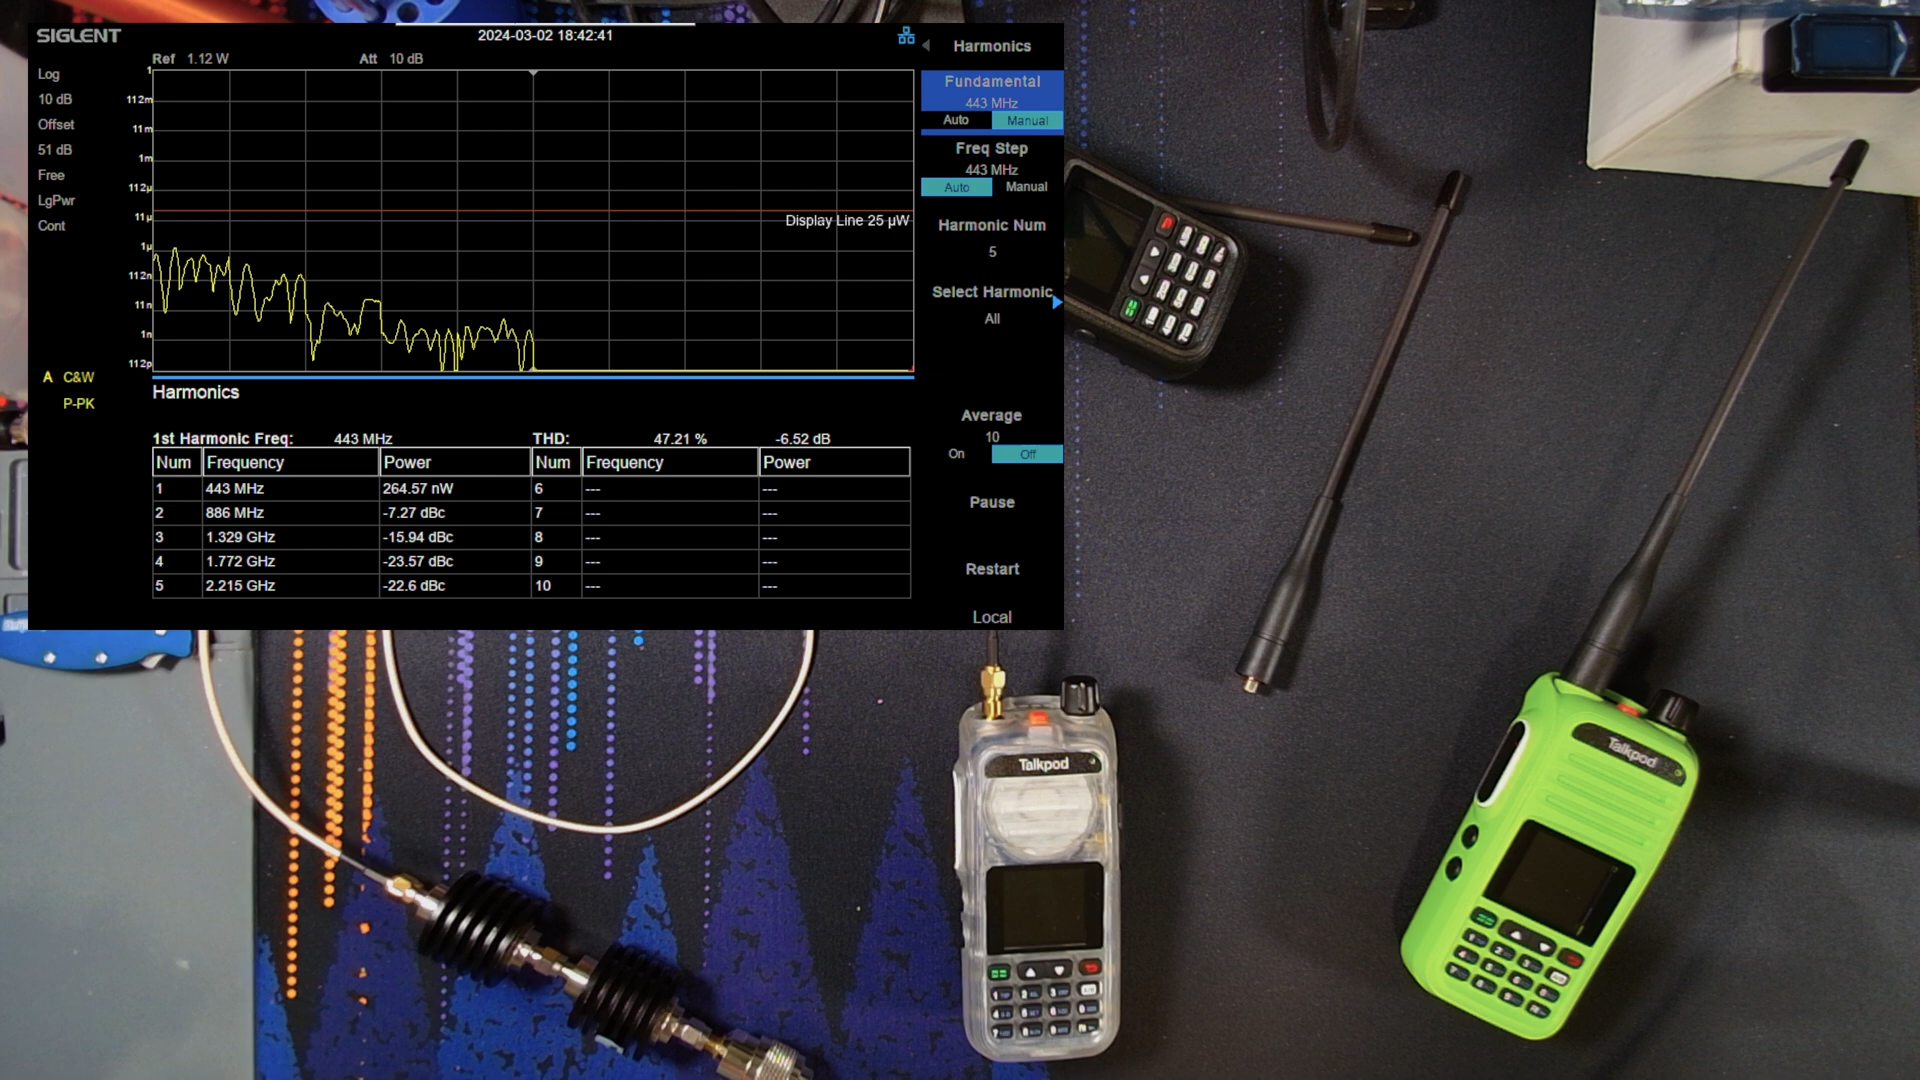 SIGLENT
2024-03-02 18:42:41
Harmonics
Ref 1.12 W
Att 10 dB
Log
10 dB
Offset
51 dB
Free
LgPwr
Cont
1
112m
11m
1m
112µ
11µ
1µ
112n
11n
1n
112p
Display Line 25 µW
Fundamental
443 MHz
Auto Manual
Freq Step
443 MHz
Auto Manual
Harmonic Num
5
Select Harmonic
All
A C&W
P-PK
Harmonics
1st Harmonic Freq: 443 MHz THD: 47.21 % -6.52 dB
Num Frequency Power Num Frequency Power
1 443 MHz 264.57 nW 6 --- ---
2 886 MHz -7.27 dBc 7 --- ---
3 1.329 GHz -15.94 dBc 8 --- ---
4 1.772 GHz -23.57 dBc 9 --- ---
5 2.215 GHz -22.6 dBc 10 --- ---
Average
10
On Off
Pause
Restart
Local
Talkpod
Talkpod